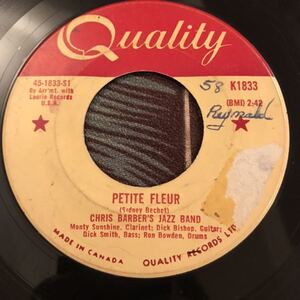 Quality
45-1833-S1
By Arr'mt. with
Laurie Records
U.S.A.
58 K1833
(BMI) 2:42
Reynald
PETITE FLEUR
(Sydney Bechet)
CHRIS BARBER'S JAZZ BAND
Monty Sunshine, Clarinet; Dick Bishop, Guitar;
Dick Smith, Bass; Ron Bowden, Drums
MADE IN CANADA QUALITY RECORDS LTD.